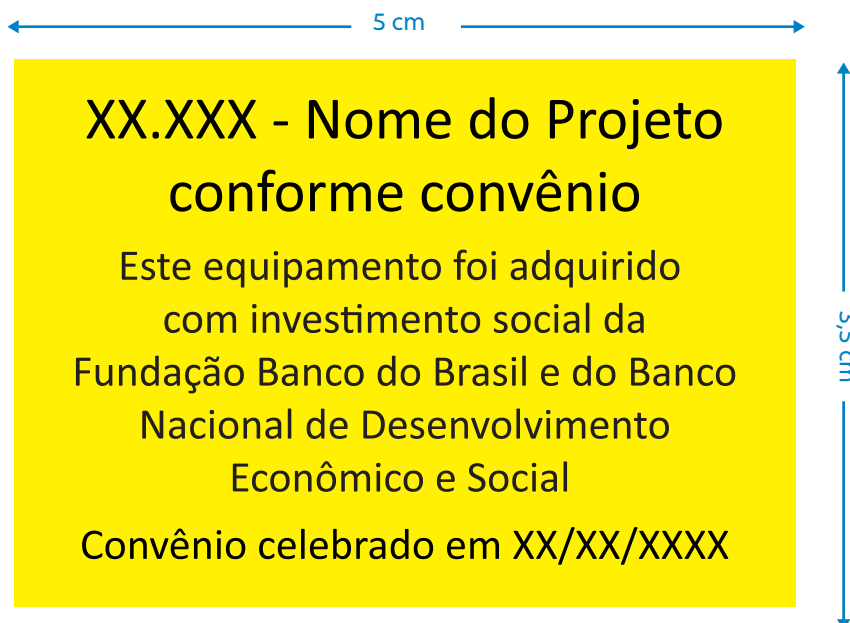 5 cm
XX.XXX - Nome do Projeto
conforme convênio
Este equipamento foi adquirido
com investimento social da
Fundação Banco do Brasil e do Banco
Nacional de Desenvolvimento
Econômico e Social
Convênio celebrado em XX/XX/XXXX
cm